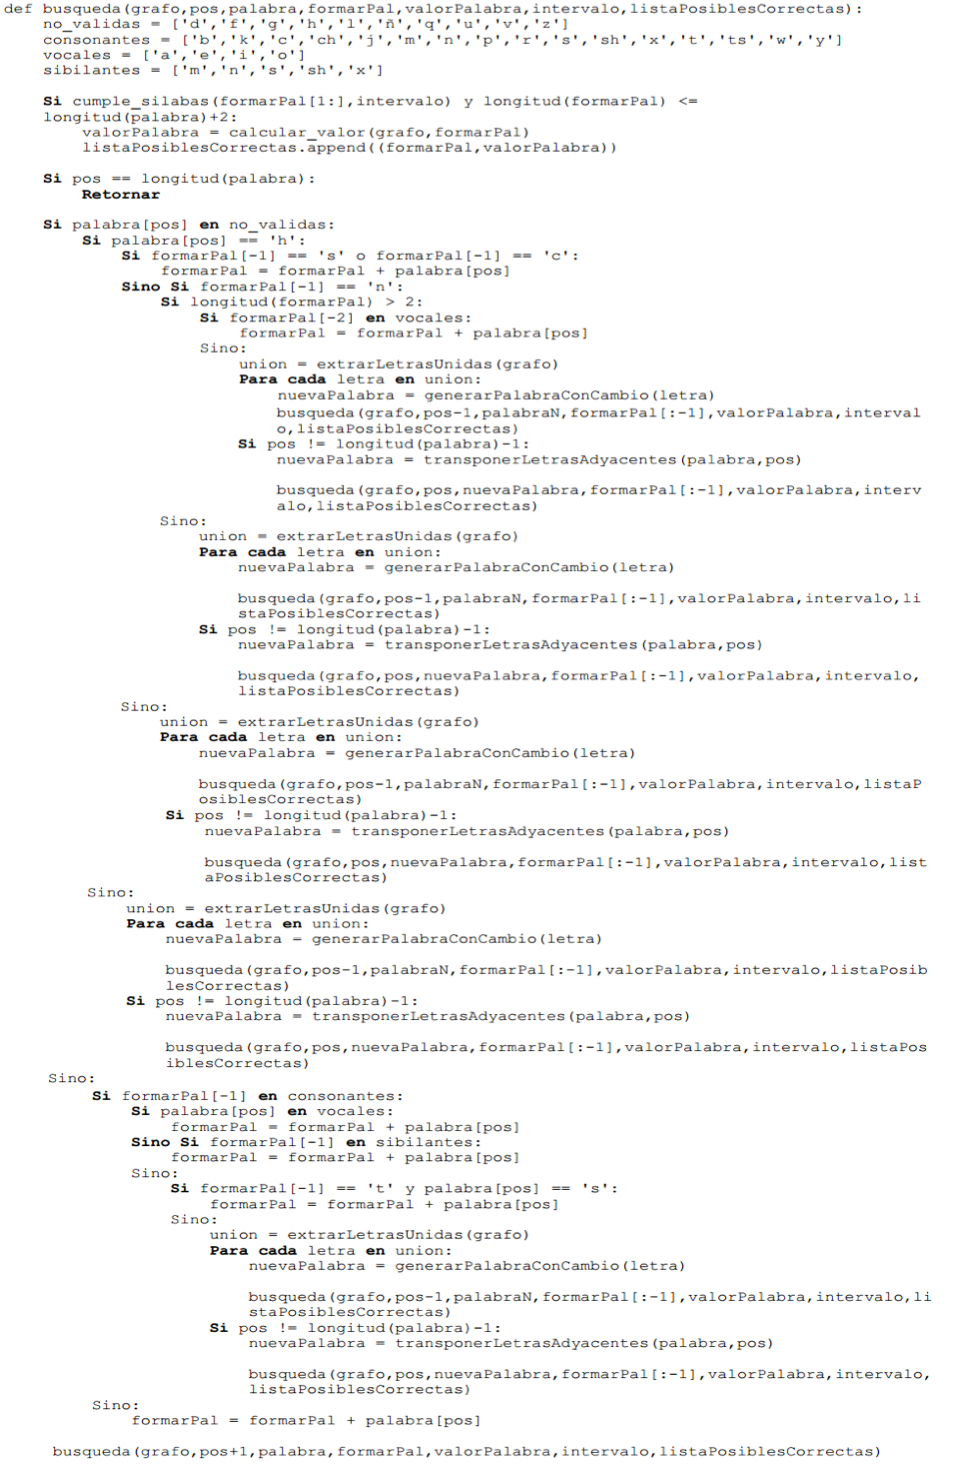 def busqueda(grafo,pos,palabra,formarPal,valorPalabra,intervalo,listaPosiblesCorrectas):
no_validas = ['d','f','g','h','l','ñ','q','u','v','z']
consonantes = ['b','k','c','ch','j','m','n','p','r','s','sh','x','t','ts','w','y']
vocales = ['a','e','i','o']
sibilantes = ['m','n','s','sh','x']
Si cumple_silabas(formarPal[1:],intervalo) y longitud(formarPal) <=
longitud(palabra)+2:
valorPalabra = calcular_valor(grafo,formarPal)
listaPosiblesCorrectas.append((formarPal,valorPalabra))
Si pos == longitud(palabra):
Retornar
Si palabra[pos] en no_validas:
Si palabra[pos] == 'h':
Si formarPal[-1] == 's' o formarPal[-1] == 'c':
formarPal = formarPal + palabra[pos]
Sino Si formarPal[-1] == 'n':
Si longitud(formarPal) > 2:
Si formarPal[-2] en vocales:
formarPal = formarPal + palabra[pos]
Sino:
union = extrarLetrasUnidas(grafo)
Para cada letra en union:
nuevaPalabra = generarPalabraConCambio(letra)
busqueda(grafo,pos-1,palabraN,formarPal[:-1],valorPalabra,interval
o,listaPosiblesCorrectas)
Si pos != longitud(palabra)-1:
nuevaPalabra = transponerLetrasAdyacentes(palabra,pos)
busqueda(grafo,pos,nuevaPalabra,formarPal[:-1],valorPalabra,interv
alo,listaPosiblesCorrectas)
Sino:
union = extrarLetrasUnidas(grafo)
Para cada letra en union:
nuevaPalabra = generarPalabraConCambio(letra)
busqueda(grafo,pos-1,palabraN,formarPal[:-1],valorPalabra,intervalo,li
staPosiblesCorrectas)
Si pos != longitud(palabra)-1:
nuevaPalabra = transponerLetrasAdyacentes(palabra,pos)
busqueda(grafo,pos,nuevaPalabra,formarPal[:-1],valorPalabra,intervalo,
listaPosiblesCorrectas)
Sino:
union = extrarLetrasUnidas(grafo)
Para cada letra en union:
nuevaPalabra = generarPalabraConCambio(letra)
busqueda(grafo,pos-1,palabraN,formarPal[:-1],valorPalabra,intervalo,listaP
osiblesCorrectas)
Si pos != longitud(palabra)-1:
nuevaPalabra = transponerLetrasAdyacentes(palabra,pos)
busqueda(grafo,pos,nuevaPalabra,formarPal[:-1],valorPalabra,intervalo,list
aPosiblesCorrectas)
Sino:
union = extrarLetrasUnidas(grafo)
Para cada letra en union:
nuevaPalabra = generarPalabraConCambio(letra)
busqueda(grafo,pos-1,palabraN,formarPal[:-1],valorPalabra,intervalo,listaPosib
lesCorrectas)
Si pos != longitud(palabra)-1:
nuevaPalabra = transponerLetrasAdyacentes(palabra,pos)
busqueda(grafo,pos,nuevaPalabra,formarPal[:-1],valorPalabra,intervalo,listaPos
iblesCorrectas)
Sino:
Si formarPal[-1] en consonantes:
Si palabra[pos] en vocales:
formarPal = formarPal + palabra[pos]
Sino Si formarPal[-1] en sibilantes:
formarPal = formarPal + palabra[pos]
Sino:
Si formarPal[-1] == 't' y palabra[pos] == 's':
formarPal = formarPal + palabra[pos]
Sino:
union = extrarLetrasUnidas(grafo)
Para cada letra en union:
nuevaPalabra = generarPalabraConCambio(letra)
busqueda(grafo,pos-1,palabraN,formarPal[:-1],valorPalabra,intervalo,li
staPosiblesCorrectas)
Si pos != longitud(palabra)-1:
nuevaPalabra = transponerLetrasAdyacentes(palabra,pos)
busqueda(grafo,pos,nuevaPalabra,formarPal[:-1],valorPalabra,intervalo,
listaPosiblesCorrectas)
Sino:
formarPal = formarPal + palabra[pos]
busqueda(grafo,pos+1,palabra,formarPal,valorPalabra,intervalo,listaPosiblesCorrectas)